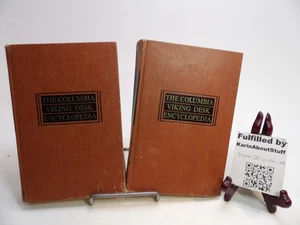 THE COLUMBIA
VIKING DESK
ENCYCLOPEDIA
THE COLUMBIA
VIKING DESK
ENCYCLOPEDIA
Fulfilled by
KarinAboutStuff